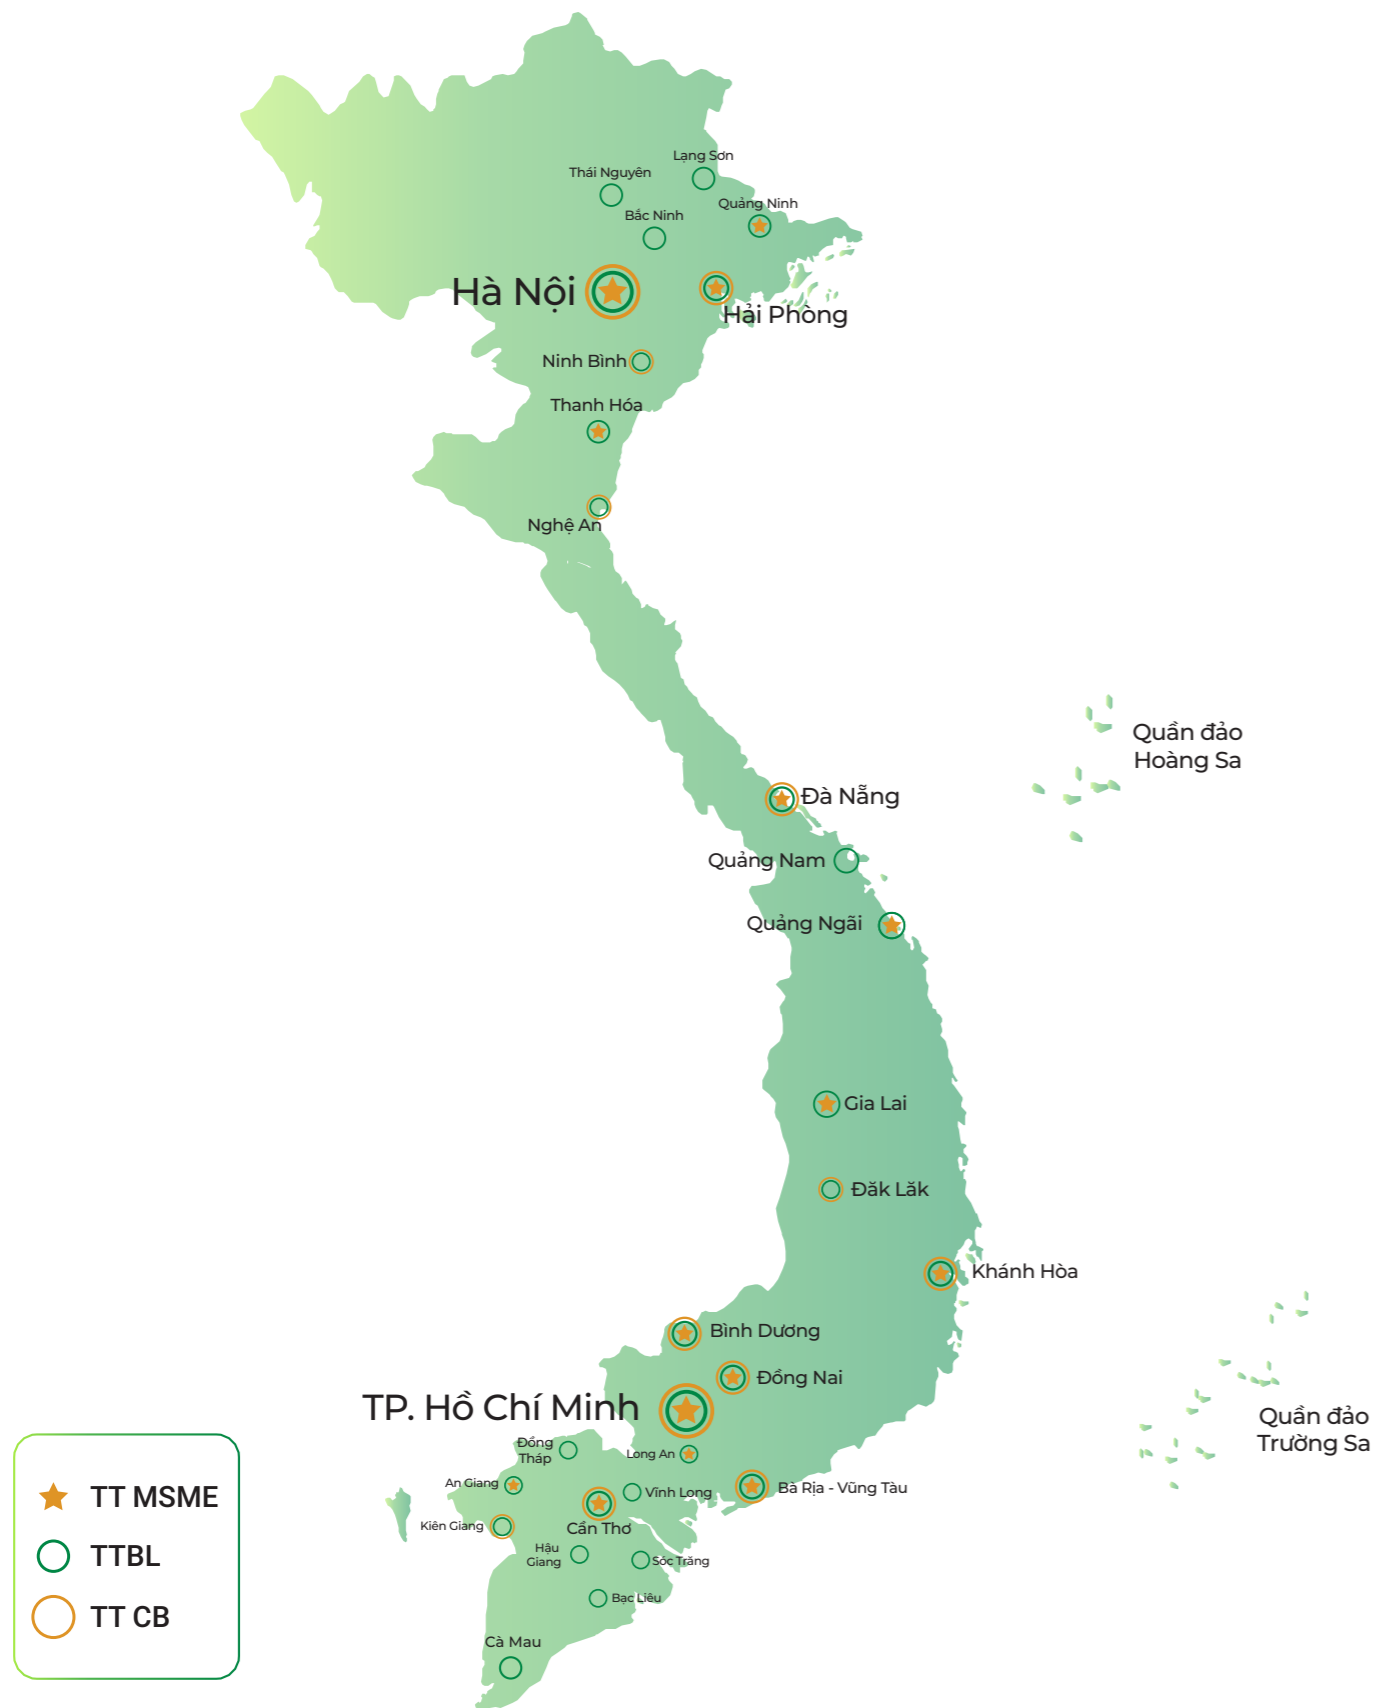 Lạng Sơn
Thái Nguyên
Quảng Ninh
Bắc Ninh
Hà Nội
Hải Phòng
Ninh Bình
Thanh Hóa
Nghệ An
Quần đảo
Hoàng Sa
Đà Nẵng
Quảng Nam
Quảng Ngãi
Gia Lai
Đăk Lăk
Khánh Hòa
Bình Dương
Đồng Nai
TP. Hồ Chí Minh
Quần đảo
Trường Sa
Đồng
Tháp
Long An
An Giang
Vĩnh Long
Bà Rịa - Vũng Tàu
Kiên Giang
Cần Thơ
Hậu
Giang
Sóc Trăng
Bạc Liêu
Cà Mau
TT MSME
TTBL
TT CB